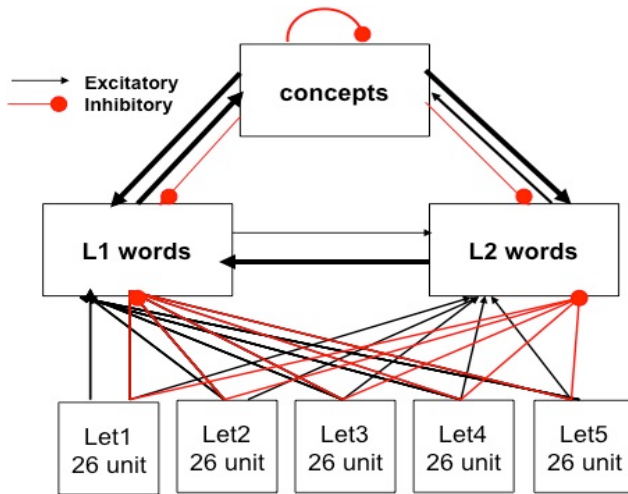 concepts
Excitatory
Inhibitory
L1 words
L2 words
Let1
26 unit
Let2
26 unit
Let3
26 unit
Let4
26 unit
Let5
26 unit